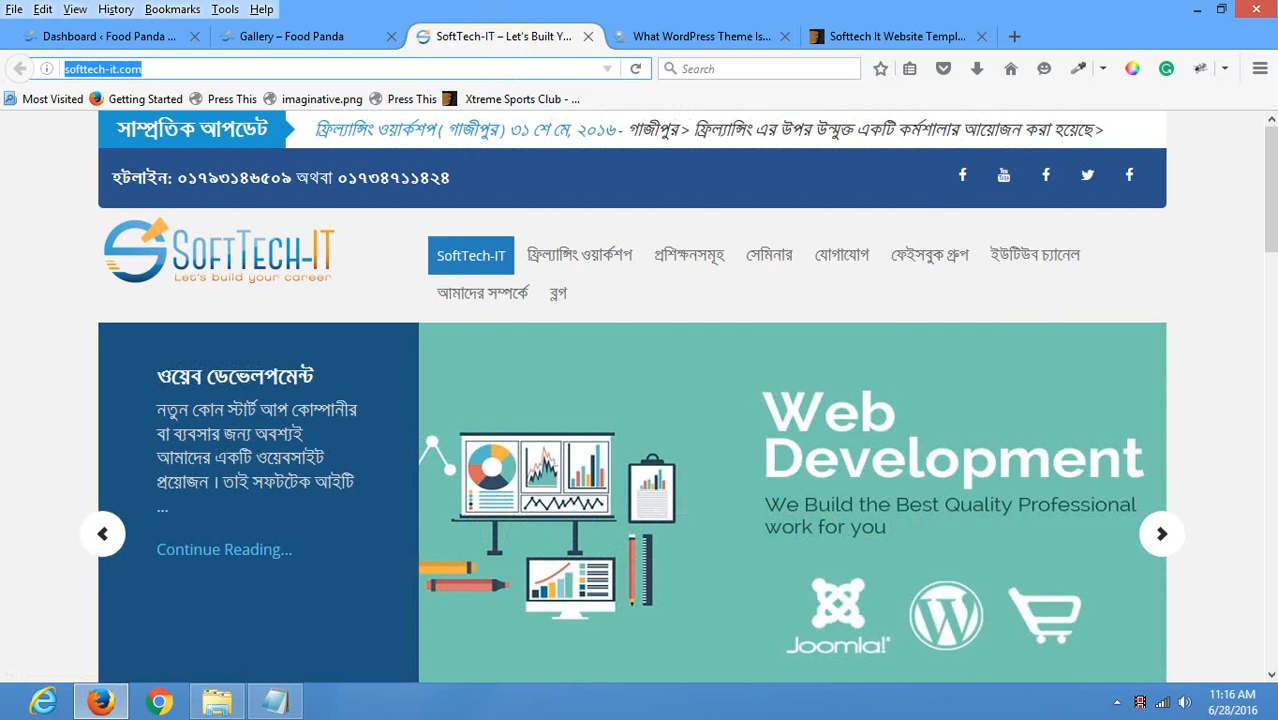 File Edit View History Bookmarks Tools Help
Dashboard ‹ Food Panda ... Gallery – Food Panda SoftTech-IT – Let's Built Y... What WordPress Theme Is... Softtech It Website Templ...
softtech-it.com Search
Most Visited Getting Started Press This imaginative.png Press This Xtreme Sports Club - ...
সাম্প্রতিক আপডেট ফ্রিল্যান্সিং ওয়ার্কশপ ( গাজীপুর ) ৩১ শে মে, ২০১৬ - গাজীপুর > ফ্রিল্যান্সিং এর উপর উন্মুক্ত একটি কর্মশালার আয়োজন করা হয়েছে >
হটলাইন: ০১৭৯৩১৪৬৫০৯ অথবা ০১৭৩৪৭১১৪২৪
SOFTTECH-IT
Let's build your career
SoftTech-IT ফ্রিল্যান্সিং ওয়ার্কশপ প্রশিক্ষনসমূহ সেমিনার যোগাযোগ ফেইসবুক গ্রুপ ইউটিউব চ্যানেল
আমাদের সম্পর্কে ব্লগ
ওয়েব ডেভেলপমেন্ট
নতুন কোন স্টার্ট আপ কোম্পানীর
বা ব্যবসার জন্য অবশ্যই
আমাদের একটি ওয়েবসাইট
প্রয়োজন । তাই সফটটেক আইটি
...
Continue Reading...
Web
Development
We Build the Best Quality Professional
work for you
Joomla!
11:16 AM
6/28/2016